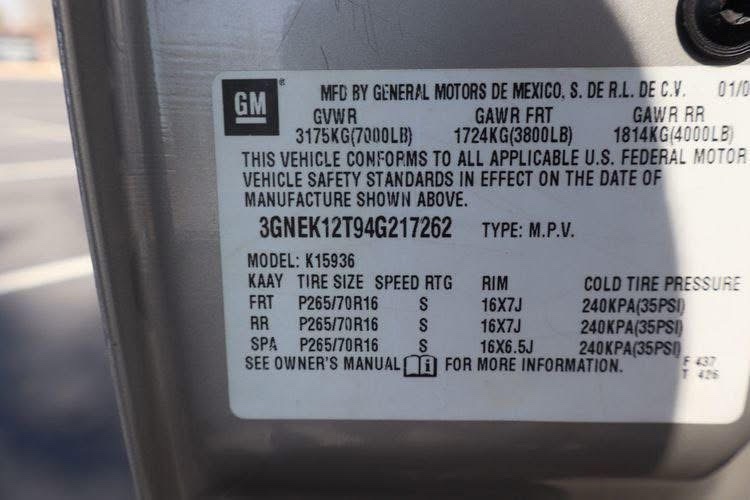 GM® MFD BY GENERAL MOTORS DE MEXICO, S. DE R.L. DE C.V. 01/0
GVWR GAWR FRT GAWR RR
3175KG(7000LB) 1724KG(3800LB) 1814KG(4000LB)
THIS VEHICLE CONFORMS TO ALL APPLICABLE U.S. FEDERAL MOTOR
VEHICLE SAFETY STANDARDS IN EFFECT ON THE DATE OF
MANUFACTURE SHOWN ABOVE.
3GNEK12T94G217262 TYPE: M.P.V.
MODEL: K15936
KAAY TIRE SIZE SPEED RTG RIM COLD TIRE PRESSURE
FRT P265/70R16 S 16X7J 240KPA(35PSI)
RR P265/70R16 S 16X7J 240KPA(35PSI)
SPA P265/70R16 S 16X6.5J 240KPA(35PSI)
SEE OWNER'S MANUAL i FOR MORE INFORMATION.
F 437
T 426